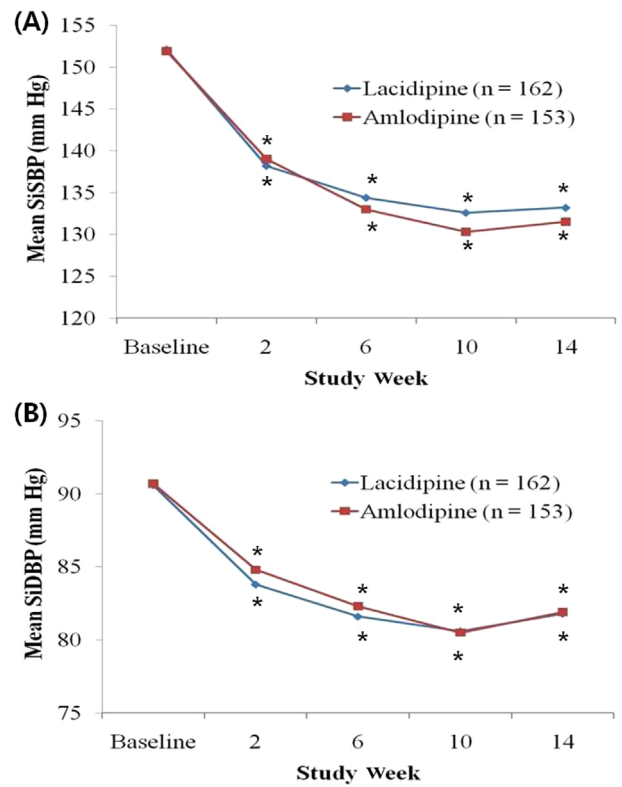 (A)
155
150
145
140
135
130
125
120
Mean SiSBP (mm Hg)
Lacidipine (n = 162)
Amlodipine (n = 153)
*
*
*
*
*
*
*
*
Baseline 2 6 10 14
Study Week
(B)
95
90
85
80
75
Mean SiDBP (mm Hg)
Lacidipine (n = 162)
Amlodipine (n = 153)
*
*
*
*
*
*
*
*
Baseline 2 6 10 14
Study Week